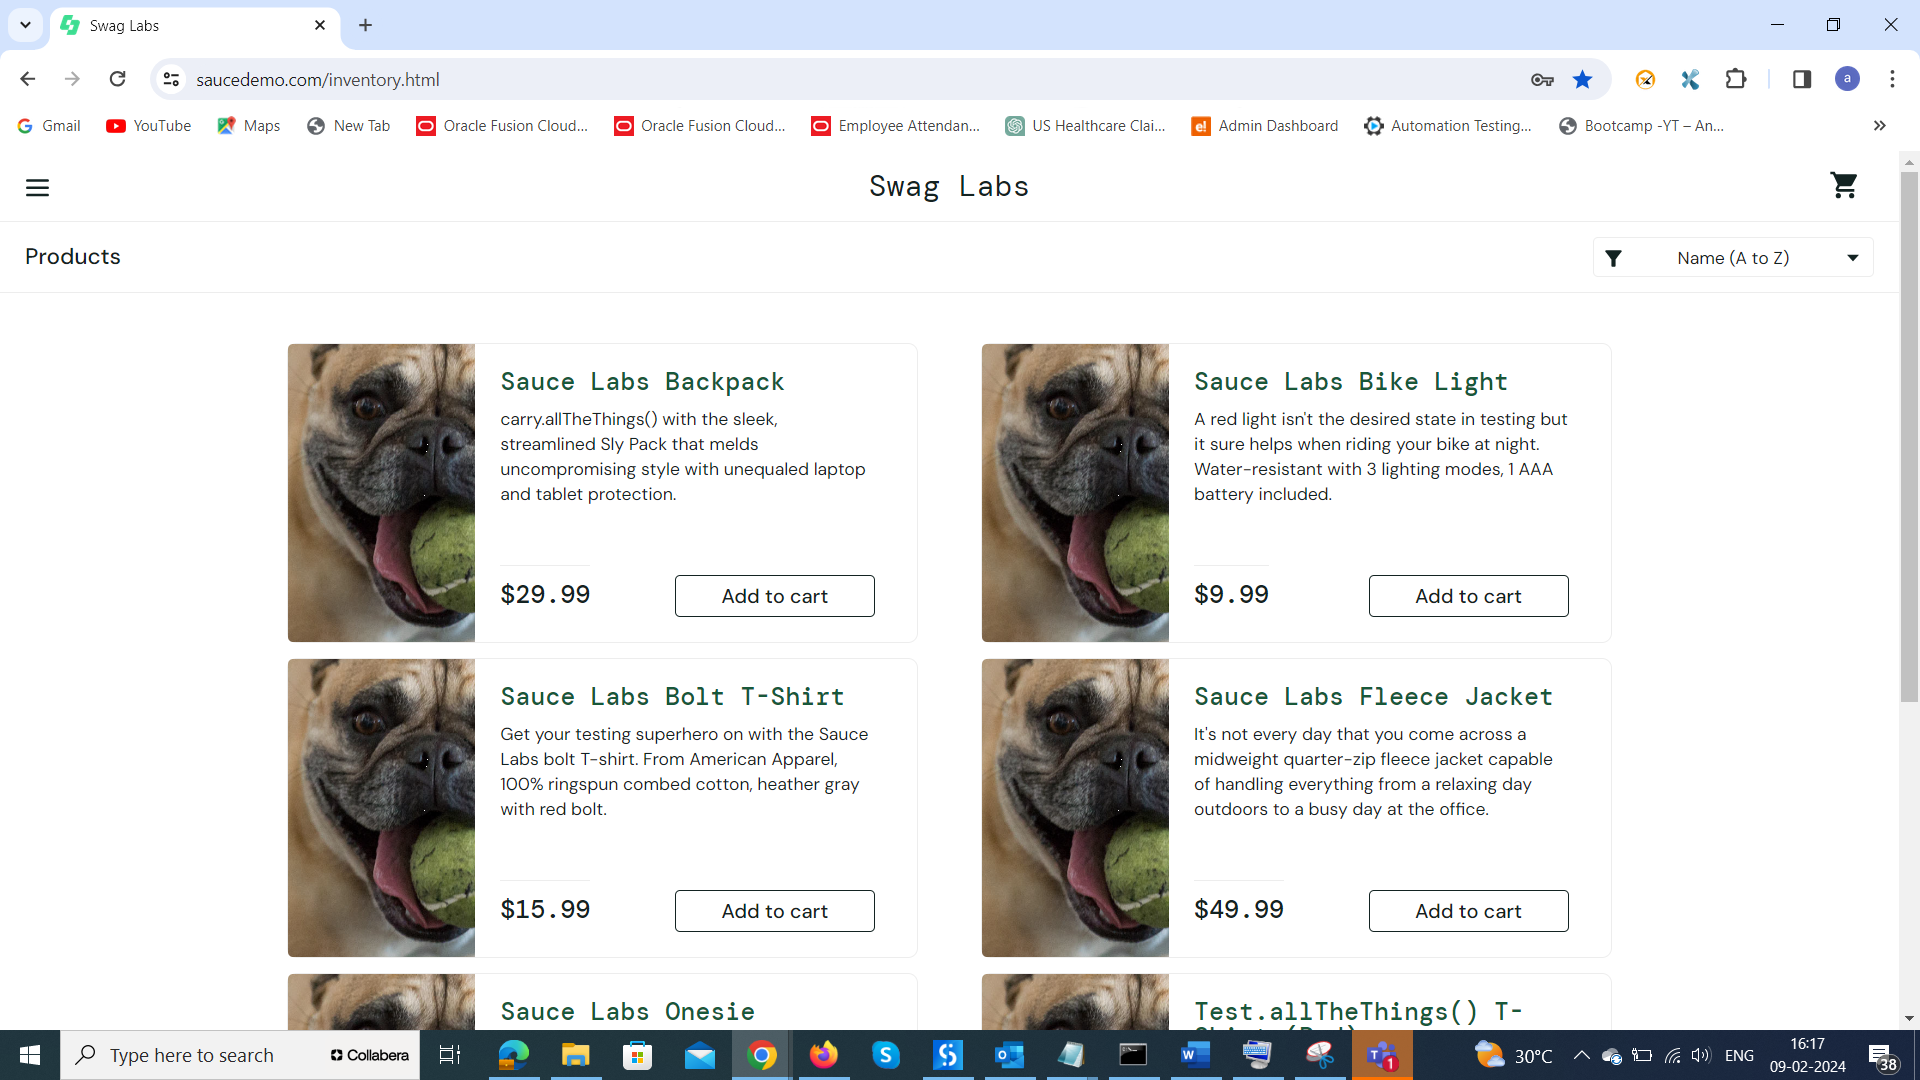 Swag Labs
saucedemo.com/inventory.html
a
Gmail
YouTube
Maps
New Tab
Oracle Fusion Cloud...
Oracle Fusion Cloud...
Employee Attendan...
US Healthcare Clai...
Admin Dashboard
Automation Testing...
Bootcamp -YT – An...
Swag Labs
Products
Name (A to Z)
Sauce Labs Backpack
carry.allTheThings() with the sleek,
streamlined Sly Pack that melds
uncompromising style with unequaled laptop
and tablet protection.
$29.99
Add to cart
Sauce Labs Bike Light
A red light isn't the desired state in testing but
it sure helps when riding your bike at night.
Water-resistant with 3 lighting modes, 1 AAA
battery included.
$9.99
Add to cart
Sauce Labs Bolt T-Shirt
Get your testing superhero on with the Sauce
Labs bolt T-shirt. From American Apparel,
100% ringspun combed cotton, heather gray
with red bolt.
$15.99
Add to cart
Sauce Labs Fleece Jacket
It's not every day that you come across a
midweight quarter-zip fleece jacket capable
of handling everything from a relaxing day
outdoors to a busy day at the office.
$49.99
Add to cart
Sauce Labs Onesie
Test.allTheThings() T-
Type here to search
Collabera
1
30°C
ENG
16:17
09-02-2024
38